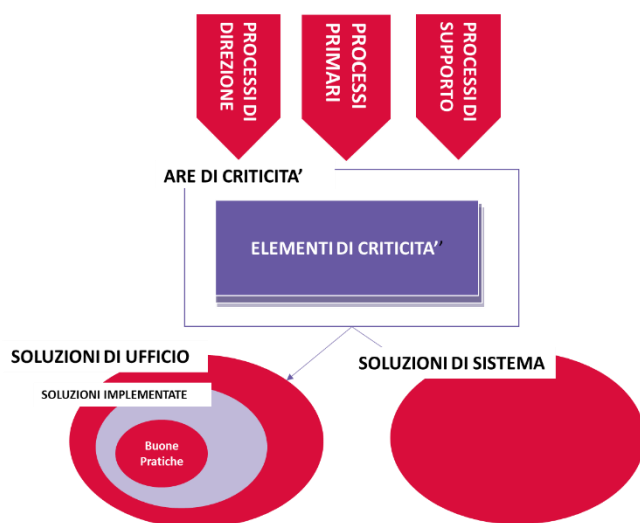 PROCESSI DI
DIREZIONE
PROCESSI
PRIMARI
PROCESSI DI
SUPPORTO
ARE DI CRITICITA’
ELEMENTI DI CRITICITA’’
SOLUZIONI DI UFFICIO
SOLUZIONI DI SISTEMA
SOLUZIONI IMPLEMENTATE
Buone
Pratiche